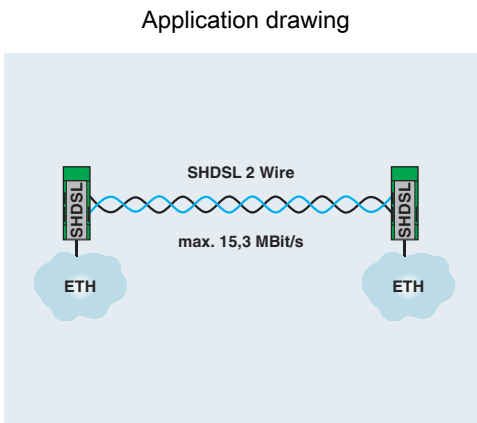 Application drawing
SHDSL 2 Wire
SHDSL
SHDSL
max. 15,3 MBit/s
ETH
ETH